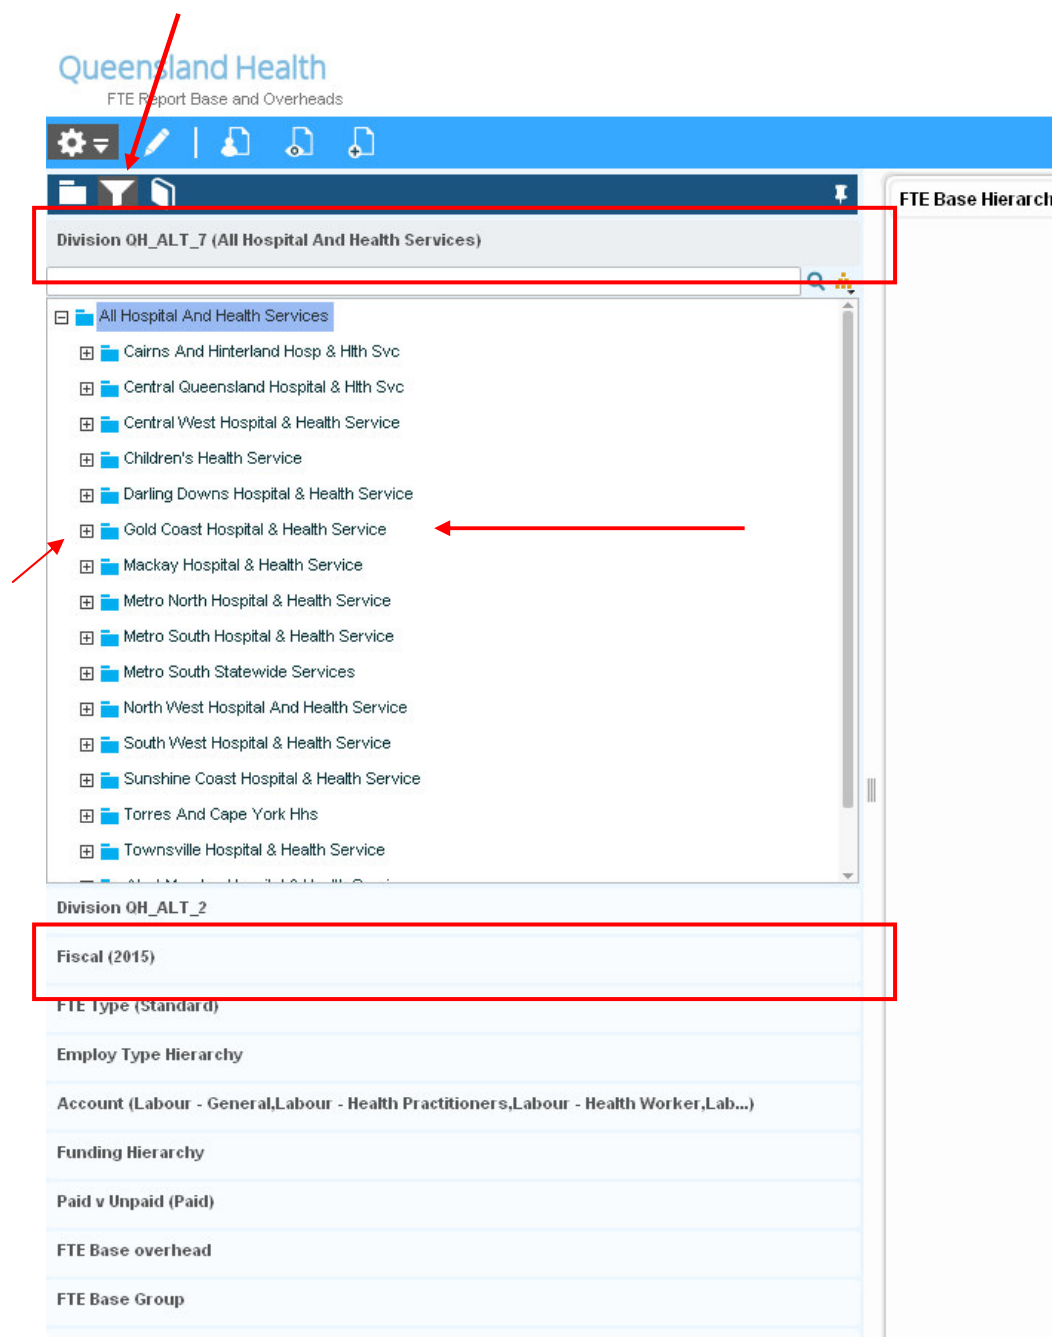 Queensland Health
FTE Report Base and Overheads
FTE Base Hierarch
Division QH_ALT_7 (All Hospital And Health Services)
All Hospital And Health Services
Cairns And Hinterland Hosp & Hlth Svc
Central Queensland Hospital & Hlth Svc
Central West Hospital & Health Service
Children's Health Service
Darling Downs Hospital & Health Service
Gold Coast Hospital & Health Service
Mackay Hospital & Health Service
Metro North Hospital & Health Service
Metro South Hospital & Health Service
Metro South Statewide Services
North West Hospital And Health Service
South West Hospital & Health Service
Sunshine Coast Hospital & Health Service
Torres And Cape York Hhs
Townsville Hospital & Health Service
Division QH_ALT_2
Fiscal (2015)
FTE Type (Standard)
Employ Type Hierarchy
Account (Labour - General,Labour - Health Practitioners,Labour - Health Worker,Lab...)
Funding Hierarchy
Paid v Unpaid (Paid)
FTE Base overhead
FTE Base Group